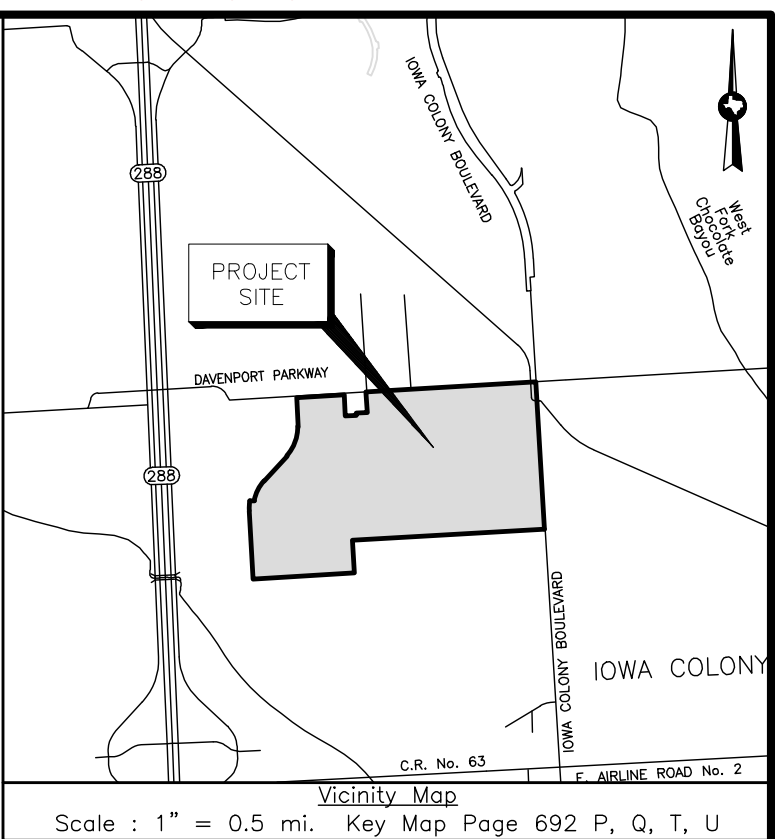 IOWA COLONY BOULEVARD
288
West
Fork
Chocolate
Bayou
PROJECT
SITE
DAVENPORT PARKWAY
288
IOWA COLONY BOULEVARD
IOWA COLONY
C.R. No. 63
E. AIRLINE ROAD No. 2
Vicinity Map
Scale : 1" = 0.5 mi. Key Map Page 692 P, Q, T, U